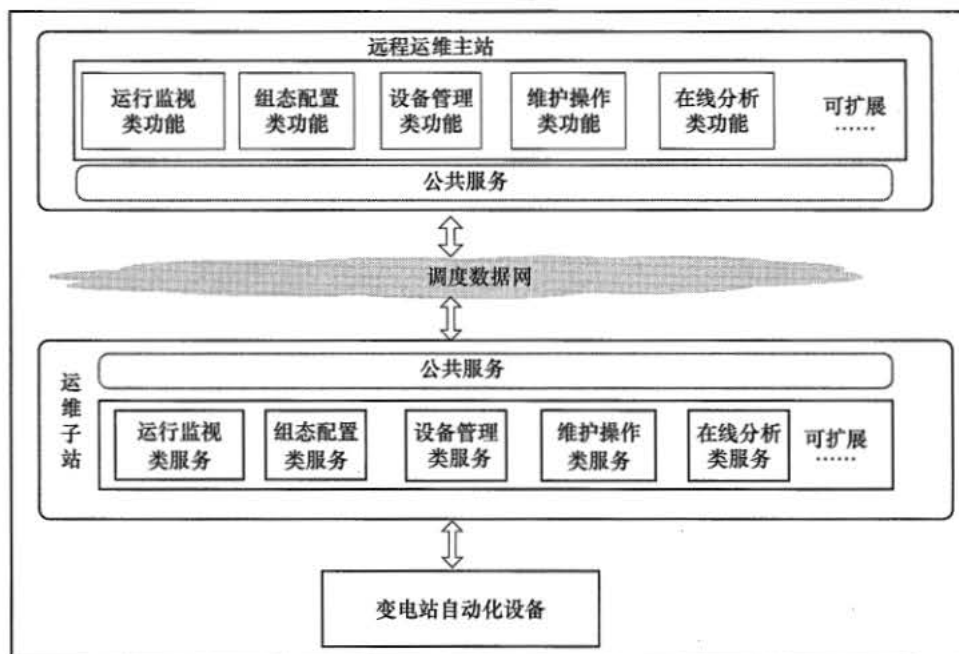 远程运维主站
运行监视
类功能
组态配置
类功能
设备管理
类功能
维护操作
类功能
在线分析
类功能
可扩展
……
公共服务
调度数据网
运维子站
公共服务
运行监视
类服务
组态配置
类服务
设备管理
类服务
维护操作
类服务
在线分析
类服务
可扩展
……
变电站自动化设备